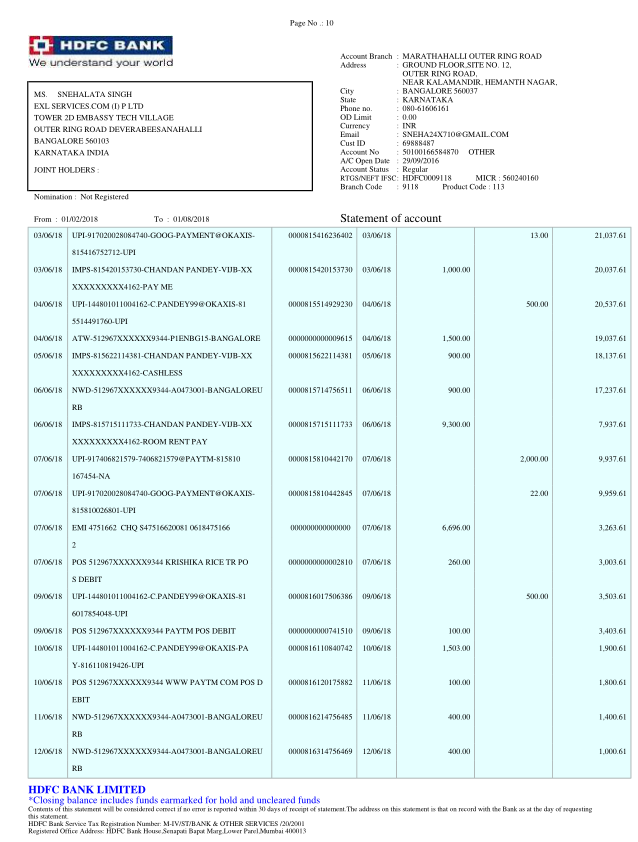 Page No .: 10
HDFC BANK
We understand your world
MS. SNEHALATA SINGH
EXL SERVICES.COM (I) P LTD
TOWER 2D EMBASSY TECH VILLAGE
OUTER RING ROAD DEVERABEESANAHALLI
BANGALORE 560103
KARNATAKA INDIA
JOINT HOLDERS :
Nomination : Not Registered
Account Branch : MARATHAHALLI OUTER RING ROAD
Address : GROUND FLOOR,SITE NO. 12,
OUTER RING ROAD,
NEAR KALAMANDIR, HEMANTH NAGAR,
City : BANGALORE 560037
State : KARNATAKA
Phone no. : 080-61606161
OD Limit : 0.00
Currency : INR
Email : SNEHA24X710@GMAIL.COM
Cust ID : 69888487
Account No : 50100166584870 OTHER
A/C Open Date : 29/09/2016
Account Status : Regular
RTGS/NEFT IFSC: HDFC0009118 MICR : 560240160
Branch Code : 9118 Product Code : 113
From : 01/02/2018 To : 01/08/2018 Statement of account
03/06/18 UPI-917020028084740-GOOG-PAYMENT@OKAXIS- 0000815416236402 03/06/18 13.00 21,037.61
815416752712-UPI
03/06/18 IMPS-815420153730-CHANDAN PANDEY-VIJB-XX 0000815420153730 03/06/18 1,000.00 20,037.61
XXXXXXXXX4162-PAY ME
04/06/18 UPI-144801011004162-C.PANDEY99@OKAXIS-81 0000815514929230 04/06/18 500.00 20,537.61
5514491760-UPI
04/06/18 ATW-512967XXXXXX9344-P1ENBG15-BANGALORE 0000000000009615 04/06/18 1,500.00 19,037.61
05/06/18 IMPS-815622114381-CHANDAN PANDEY-VIJB-XX 0000815622114381 05/06/18 900.00 18,137.61
XXXXXXXXX4162-CASHLESS
06/06/18 NWD-512967XXXXXX9344-A0473001-BANGALOREU 0000815714756511 06/06/18 900.00 17,237.61
RB
06/06/18 IMPS-815715111733-CHANDAN PANDEY-VIJB-XX 0000815715111733 06/06/18 9,300.00 7,937.61
XXXXXXXXX4162-ROOM RENT PAY
07/06/18 UPI-917406821579-7406821579@PAYTM-815810 0000815810442170 07/06/18 2,000.00 9,937.61
167454-NA
07/06/18 UPI-917020028084740-GOOG-PAYMENT@OKAXIS- 0000815810442845 07/06/18 22.00 9,959.61
815810026801-UPI
07/06/18 EMI 4751662 CHQ S47516620081 0618475166 000000000000000 07/06/18 6,696.00 3,263.61
2
07/06/18 POS 512967XXXXXX9344 KRISHIKA RICE TR PO 0000000000002810 07/06/18 260.00 3,003.61
S DEBIT
09/06/18 UPI-144801011004162-C.PANDEY99@OKAXIS-81 0000816017506386 09/06/18 500.00 3,503.61
6017854048-UPI
09/06/18 POS 512967XXXXXX9344 PAYTM POS DEBIT 0000000000741510 09/06/18 100.00 3,403.61
10/06/18 UPI-144801011004162-C.PANDEY99@OKAXIS-PA 0000816110840742 10/06/18 1,503.00 1,900.61
Y-816110819426-UPI
10/06/18 POS 512967XXXXXX9344 WWW PAYTM COM POS D 0000816120175882 11/06/18 100.00 1,800.61
EBIT
11/06/18 NWD-512967XXXXXX9344-A0473001-BANGALOREU 0000816214756485 11/06/18 400.00 1,400.61
RB
12/06/18 NWD-512967XXXXXX9344-A0473001-BANGALOREU 0000816314756469 12/06/18 400.00 1,000.61
RB
HDFC BANK LIMITED
*Closing balance includes funds earmarked for hold and uncleared funds
Contents of this statement will be considered correct if no error is reported within 30 days of receipt of statement.The address on this statement is that on record with the Bank as at the day of requesting
this statement.
HDFC Bank Service Tax Registration Number: M-IV/ST/BANK & OTHER SERVICES /20/2001
Registered Office Address: HDFC Bank House,Senapati Bapat Marg,Lower Parel,Mumbai 400013